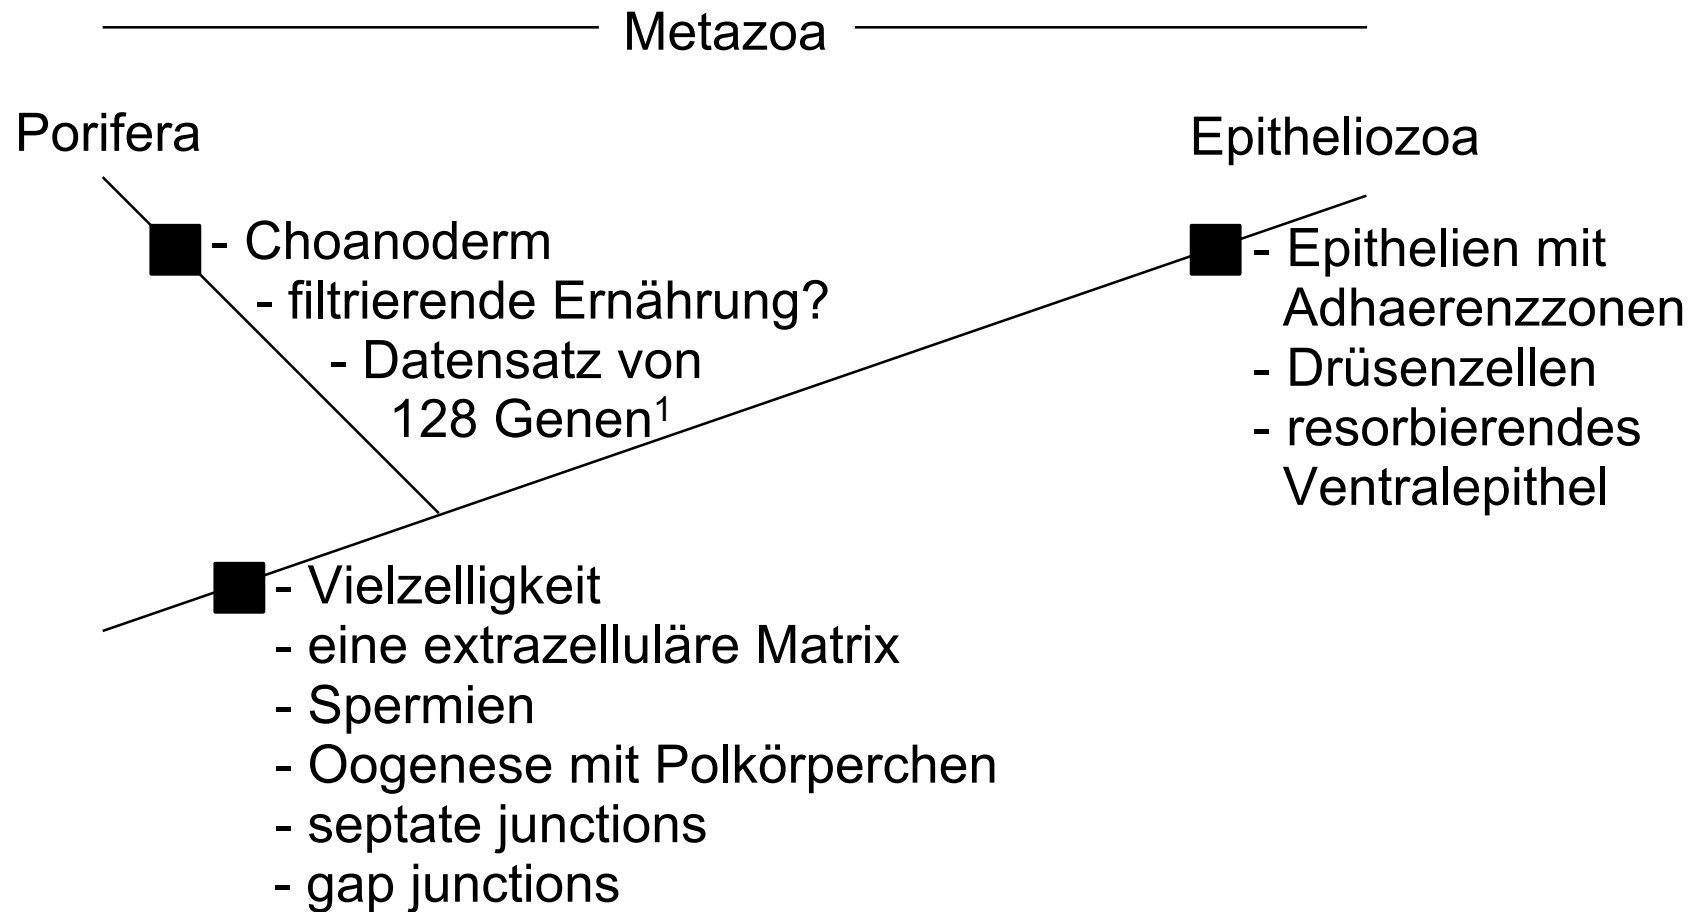 Metazoa
Porifera
Epitheliozoa
- Choanoderm
- filtrierende Ernährung?
- Datensatz von
128 Genen¹
- Epithelien mit
Adhaerenzzonen
- Drüsenzellen
- resorbierendes
Ventralepithel
- Vielzelligkeit
- eine extrazelluläre Matrix
- Spermien
- Oogenese mit Polkörperchen
- septate junctions
- gap junctions